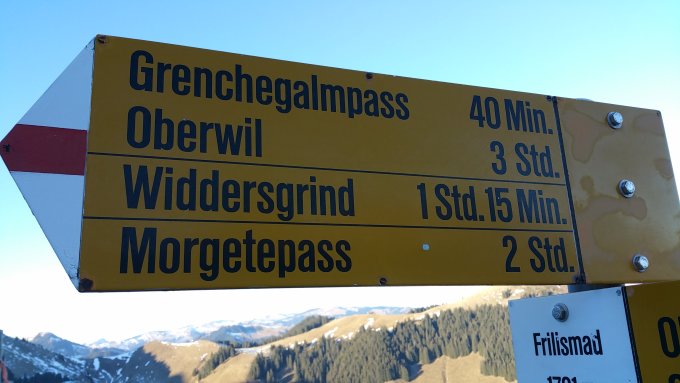 Grenchegalmpass 40 Min.
Oberwil 3 Std.
Widdersgrind 1 Std. 15 Min.
Morgetepass 2 Std.
Frilismad